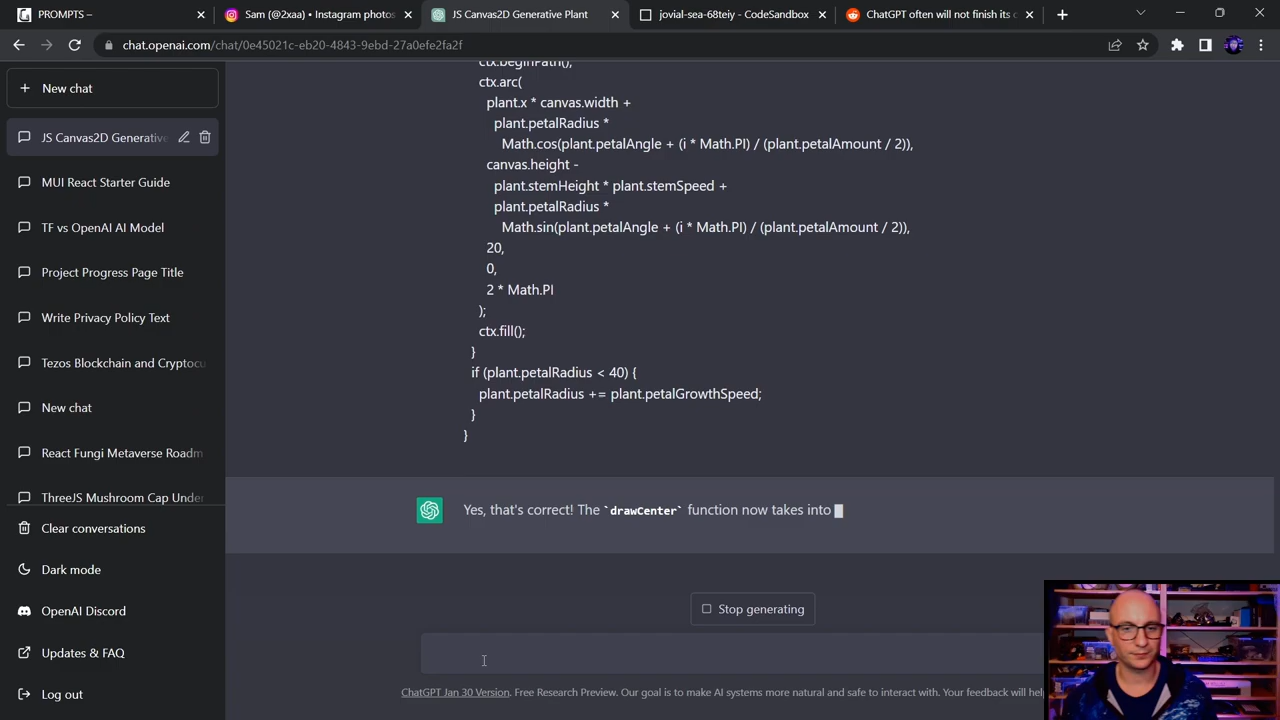 PROMPTS –
Sam (@2xaa) • Instagram photos
JS Canvas2D Generative Plant
jovial-sea-68teiy - CodeSandbox
ChatGPT often will not finish its c
chat.openai.com/chat/0e45021c-eb20-4843-9ebd-27a0efe2fa2f
New chat
JS Canvas2D Generative
MUI React Starter Guide
TF vs OpenAI AI Model
Project Progress Page Title
Write Privacy Policy Text
Tezos Blockchain and Cryptocu
New chat
React Fungi Metaverse Roadm
ThreeJS Mushroom Cap Under
Clear conversations
Dark mode
OpenAI Discord
Updates & FAQ
Log out
ctx.beginPath();
ctx.arc(
plant.x * canvas.width +
plant.petalRadius *
Math.cos(plant.petalAngle + (i * Math.PI) / (plant.petalAmount / 2)),
canvas.height -
plant.stemHeight * plant.stemSpeed +
plant.petalRadius *
Math.sin(plant.petalAngle + (i * Math.PI) / (plant.petalAmount / 2)),
20,
0,
2 * Math.PI
);
ctx.fill();
}
if (plant.petalRadius < 40) {
plant.petalRadius += plant.petalGrowthSpeed;
}
}
Yes, that's correct! The `drawCenter` function now takes into
Stop generating
ChatGPT Jan 30 Version. Free Research Preview. Our goal is to make AI systems more natural and safe to interact with. Your feedback will hel